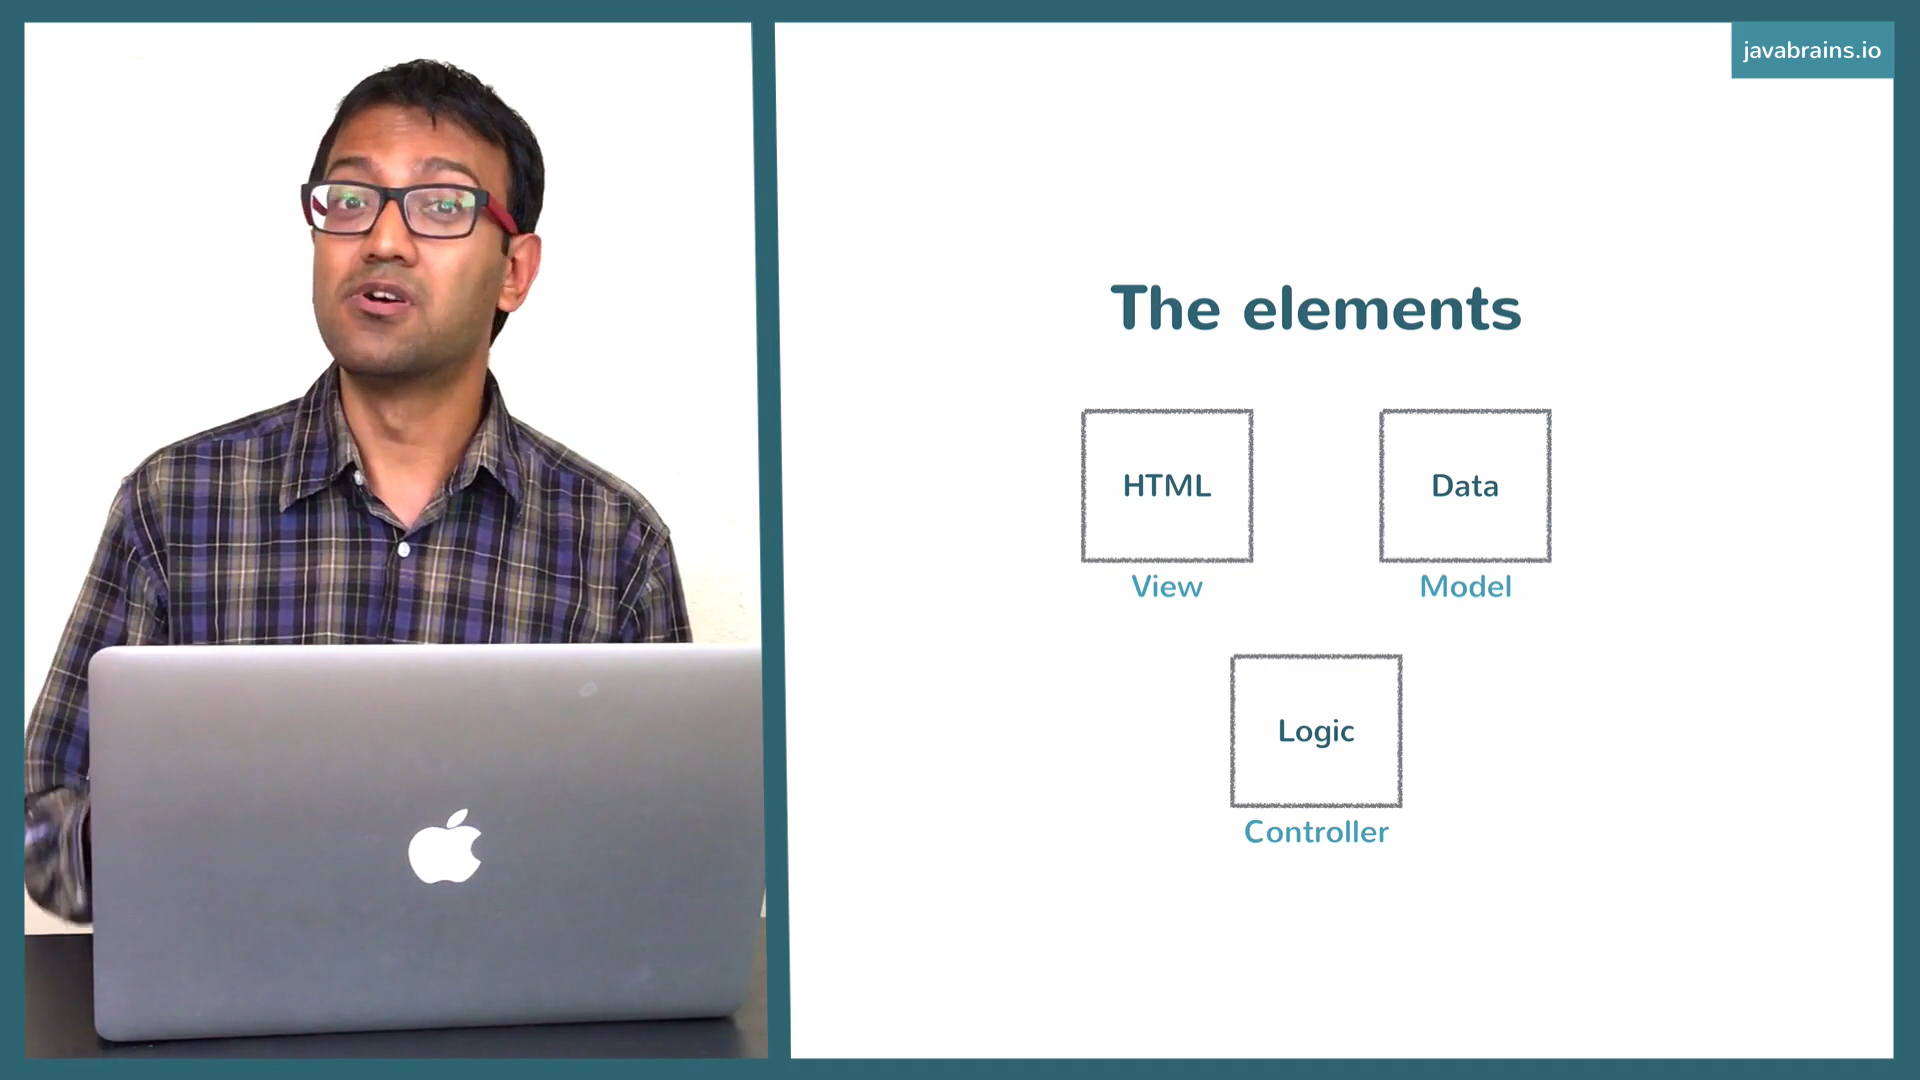 javabrains.io
The elements
HTML
Data
View
Model
Logic
Controller